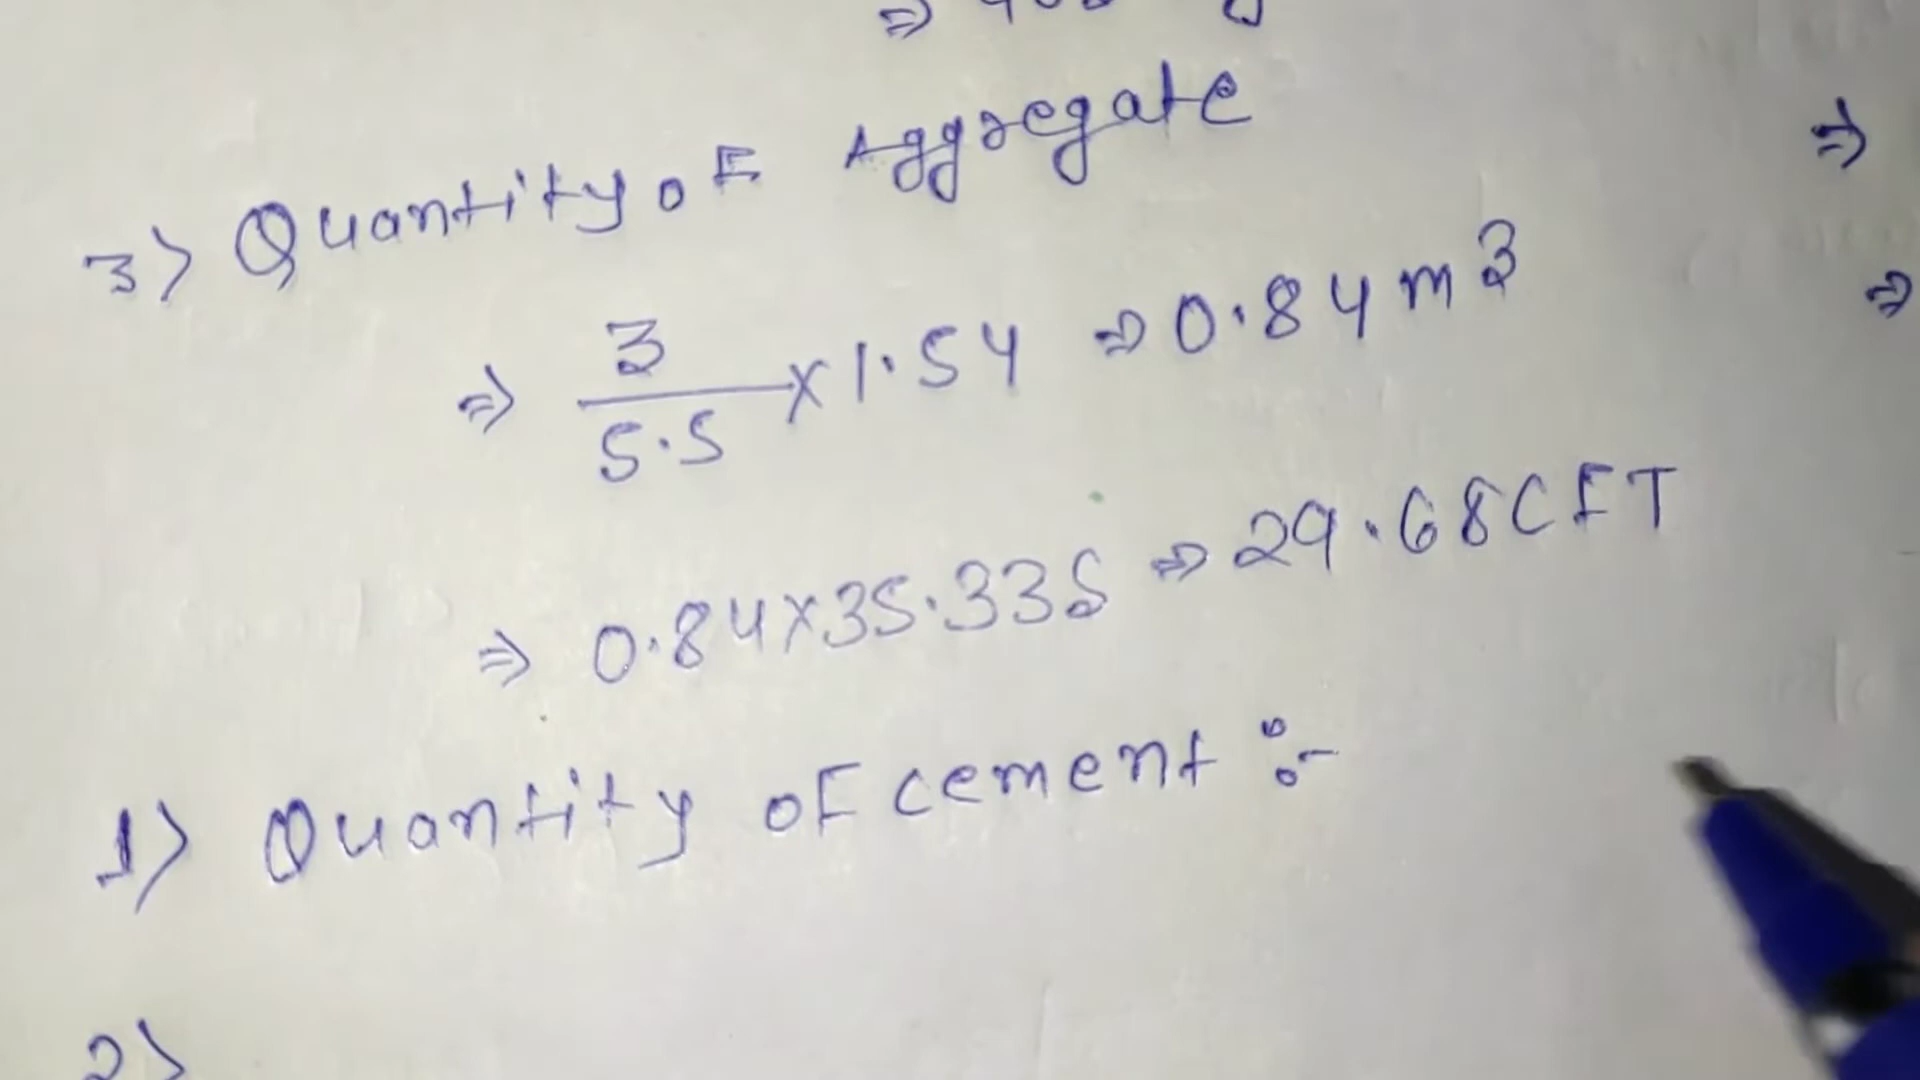 3) Quantity of Aggregate
⇒ 3/5.5 × 1.54 ⇒ 0.84 m³
⇒ 0.84×35.335 ⇒ 29.68 CFT
1) Quantity of cement :-
2)